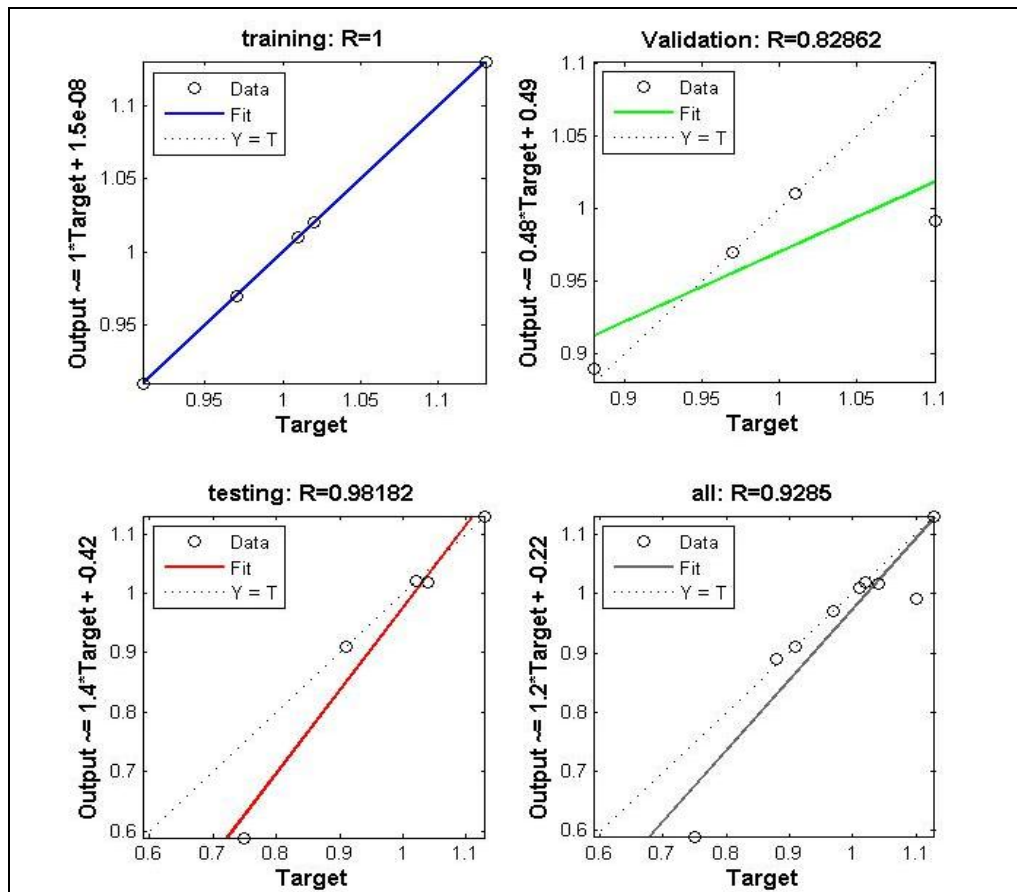 training: R=1
Output ~= 1*Target + 1.5e-08
Data
Fit
Y = T
1.1
1.05
1
0.95
0.95 1 1.05 1.1
Target
Validation: R=0.82862
Output ~= 0.48*Target + 0.49
Data
Fit
Y = T
1.1
1.05
1
0.95
0.9
0.9 0.95 1 1.05 1.1
Target
testing: R=0.98182
Output ~= 1.4*Target + -0.42
Data
Fit
Y = T
1.1
1
0.9
0.8
0.7
0.6
0.6 0.7 0.8 0.9 1 1.1
Target
all: R=0.9285
Output ~= 1.2*Target + -0.22
Data
Fit
Y = T
1.1
1
0.9
0.8
0.7
0.6
0.6 0.7 0.8 0.9 1 1.1
Target